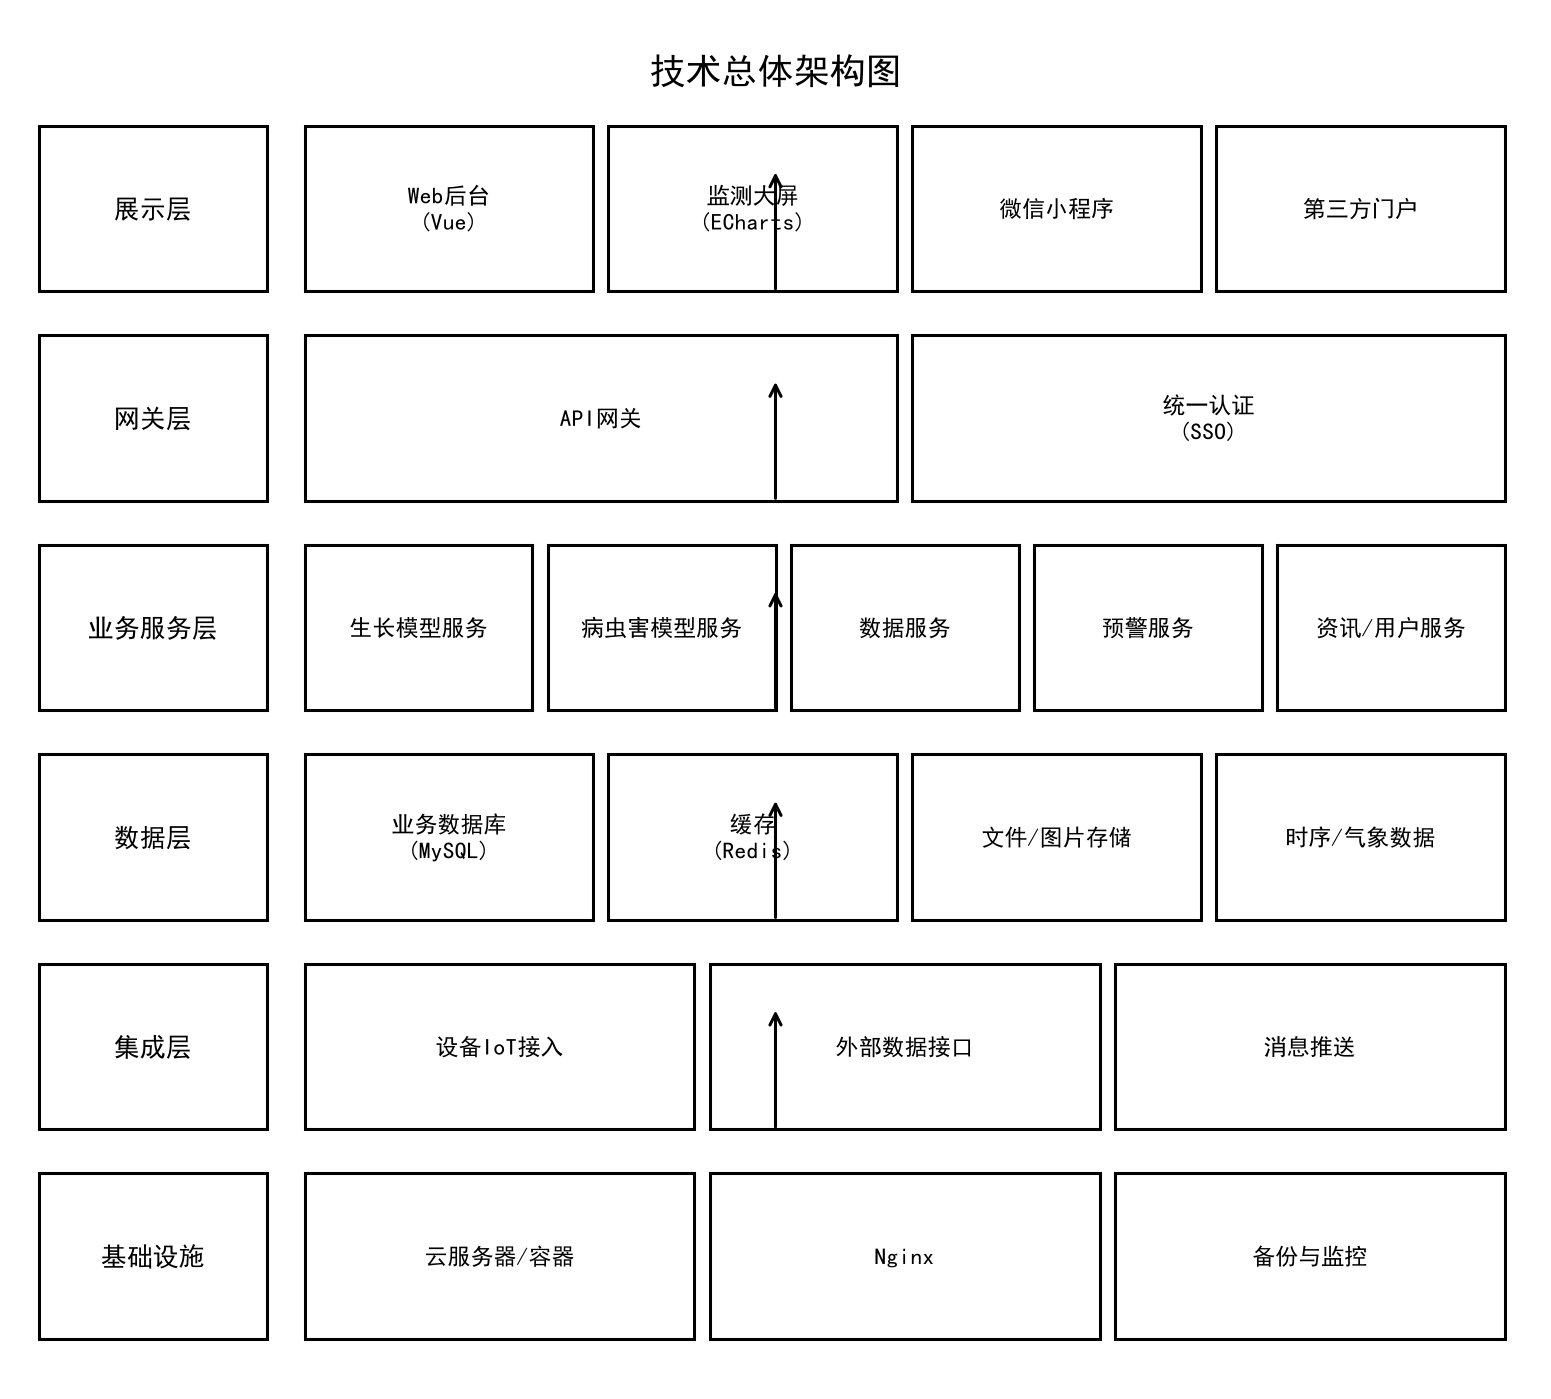 技术总体架构图
展示层
Web后台
(Vue)
监测大屏
(ECharts)
微信小程序
第三方门户
网关层
API网关
统一认证
(SSO)
业务服务层
生长模型服务
病虫害模型服务
数据服务
预警服务
资讯/用户服务
数据层
业务数据库
(MySQL)
缓存
(Redis)
文件/图片存储
时序/气象数据
集成层
设备IoT接入
外部数据接口
消息推送
基础设施
云服务器/容器
Nginx
备份与监控